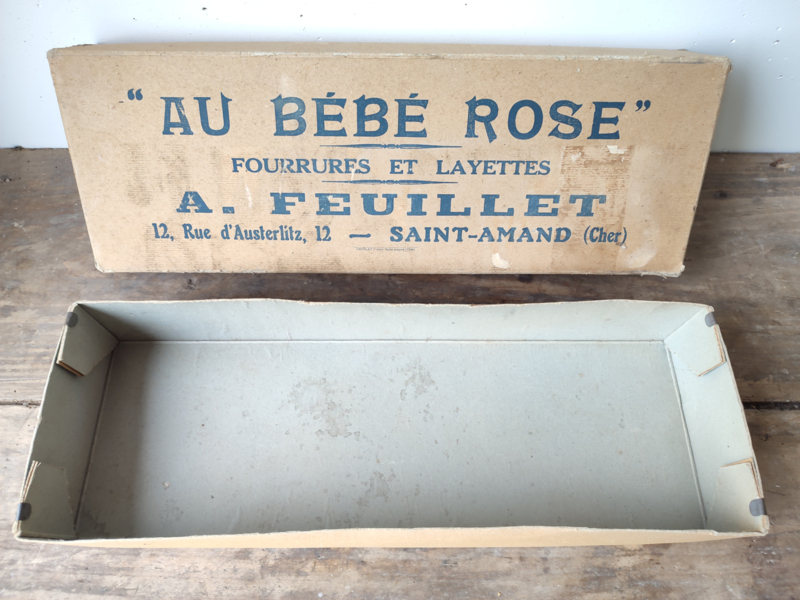 "AU BÉBÉ ROSE"
FOURRURES ET LAYETTES
A. FEUILLET
12, Rue d'Austerlitz, 12 — SAINT-AMAND (Cher)